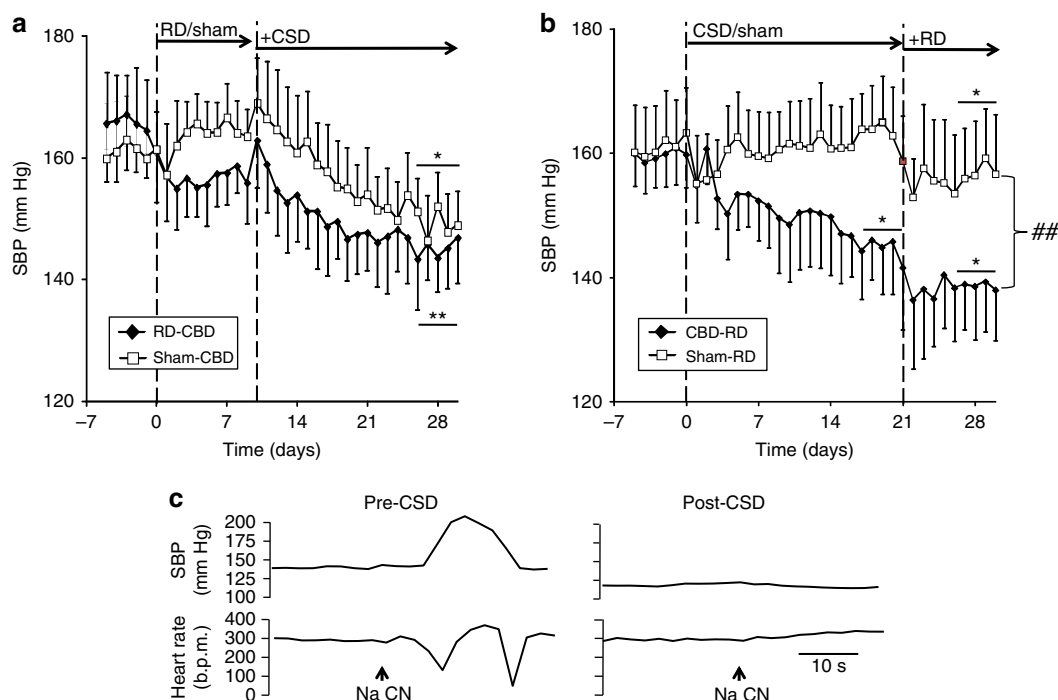 a
RD/sham
+CSD
180
160
140
120
SBP (mm Hg)
*
**
RD-CBD
Sham-CBD
−7
0
7
14
21
28
Time (days)
b
CSD/sham
+RD
180
160
140
120
SBP (mm Hg)
*
*
*
##
CBD-RD
Sham-RD
−7
0
7
14
21
28
Time (days)
c
Pre-CSD
Post-CSD
SBP
(mm Hg)
200
150
125
100
Heart rate
(b.p.m.)
400
300
200
100
0
Na CN
Na CN
10 s